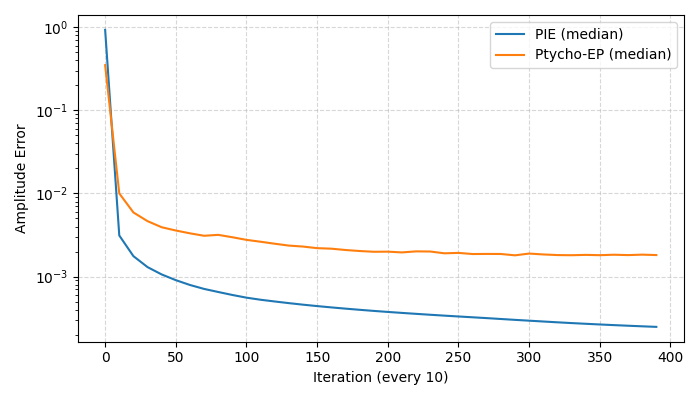 10⁰
10⁻¹
10⁻²
10⁻³
Amplitude Error
PIE (median)
Ptycho-EP (median)
0 50 100 150 200 250 300 350 400
Iteration (every 10)